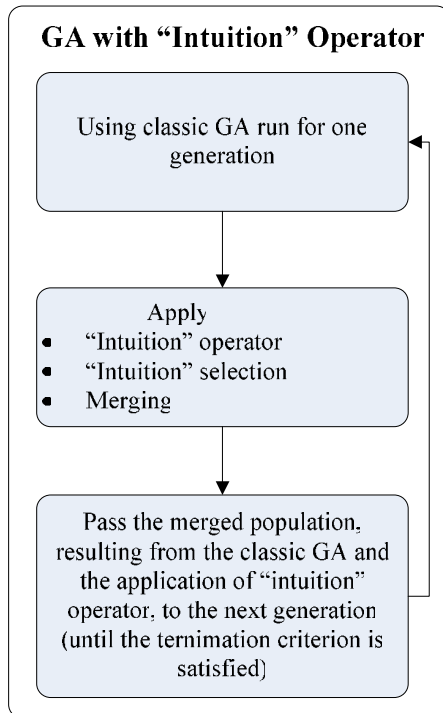 GA with “Intuition” Operator
Using classic GA run for one
generation
Apply
• “Intuition” operator
• “Intuition” selection
• Merging
Pass the merged population,
resulting from the classic GA and
the application of “intuition”
operator, to the next generation
(until the ternimation criterion is
satisfied)